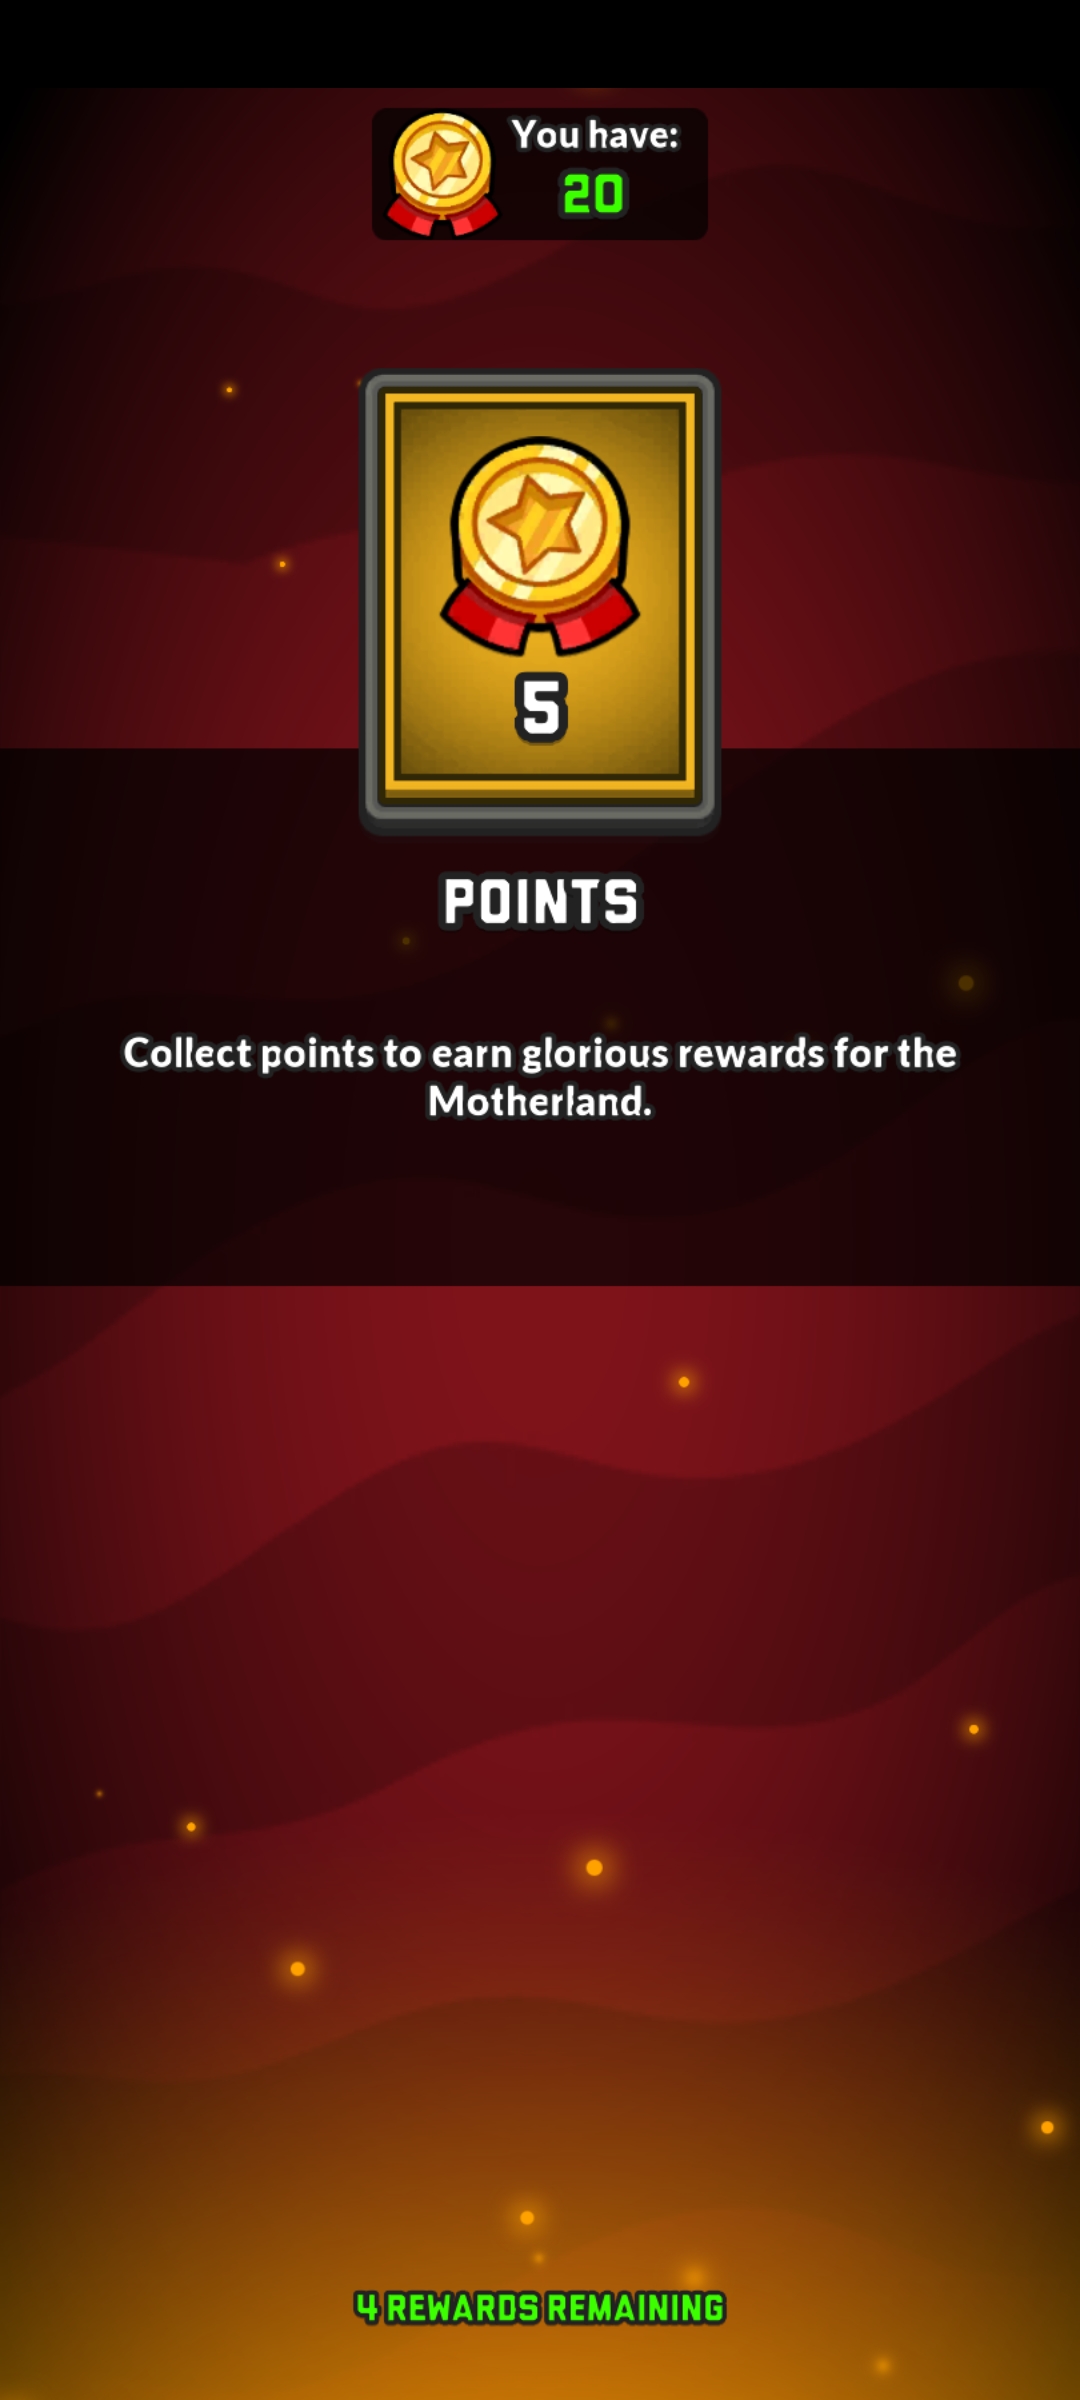 You have:
20
5
POINTS
Collect points to earn glorious rewards for the
Motherland.
4 REWARDS REMAINING